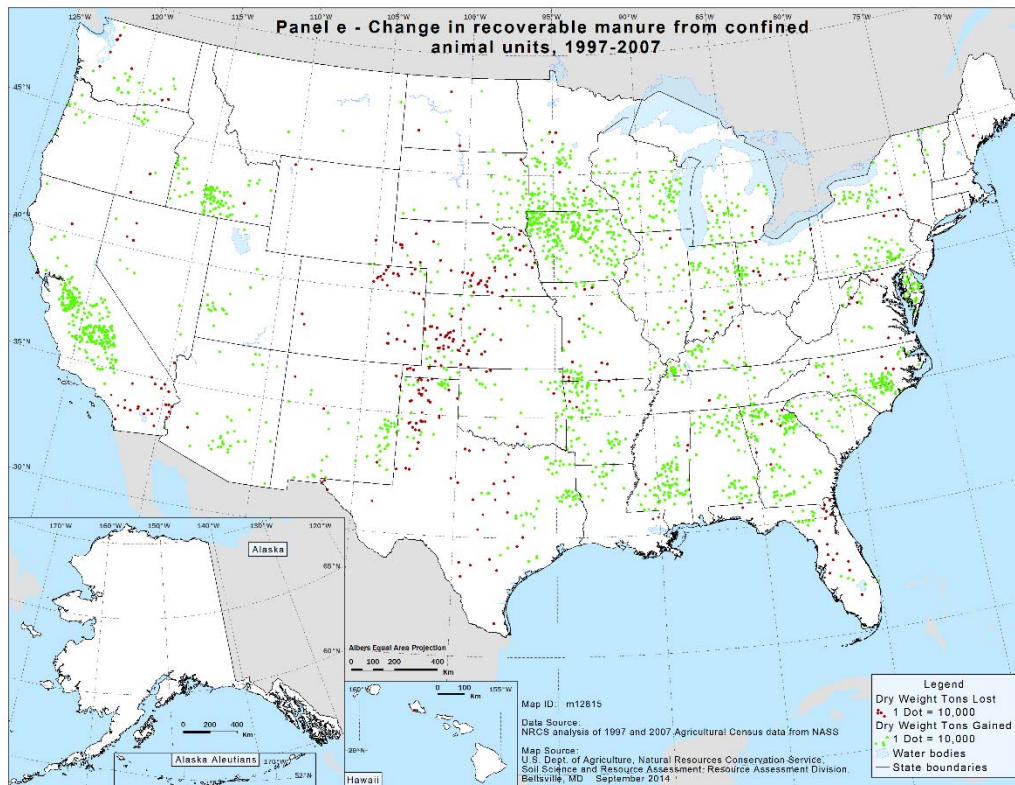 Panel e - Change in recoverable manure from confined
animal units, 1997-2007
125°W
120°W
115°W
110°W
105°W
100°W
95°W
90°W
85°W
80°W
75°W
70°W
45°N
40°N
35°N
30°N
170°W
160°W
150°W
140°W
130°W
120°W
Alaska
65°N
60°N
Albers Equal Area Projection
0 100 200 400
Km
0 200 400
Km
Alaska Aleutians
170°W
52°N
160°W
0 100
Km
155°W
Hawaii
Map ID: m12815
Data Source:
NRCS analysis of 1997 and 2007 Agricultural Census data from NASS
Map Source:
U.S. Dept. of Agriculture, Natural Resources Conservation Service,
Soil Science and Resource Assessment, Resource Assessment Division,
Beltsville, MD September 2014
Legend
Dry Weight Tons Lost
1 Dot = 10,000
Dry Weight Tons Gained
1 Dot = 10,000
Water bodies
State boundaries